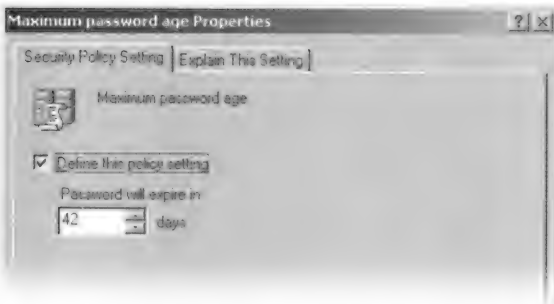 Maximum password age Properties
Security Policy Setting
Explain This Setting
Maximum password age
Define this policy setting
Password will expire in
42 days